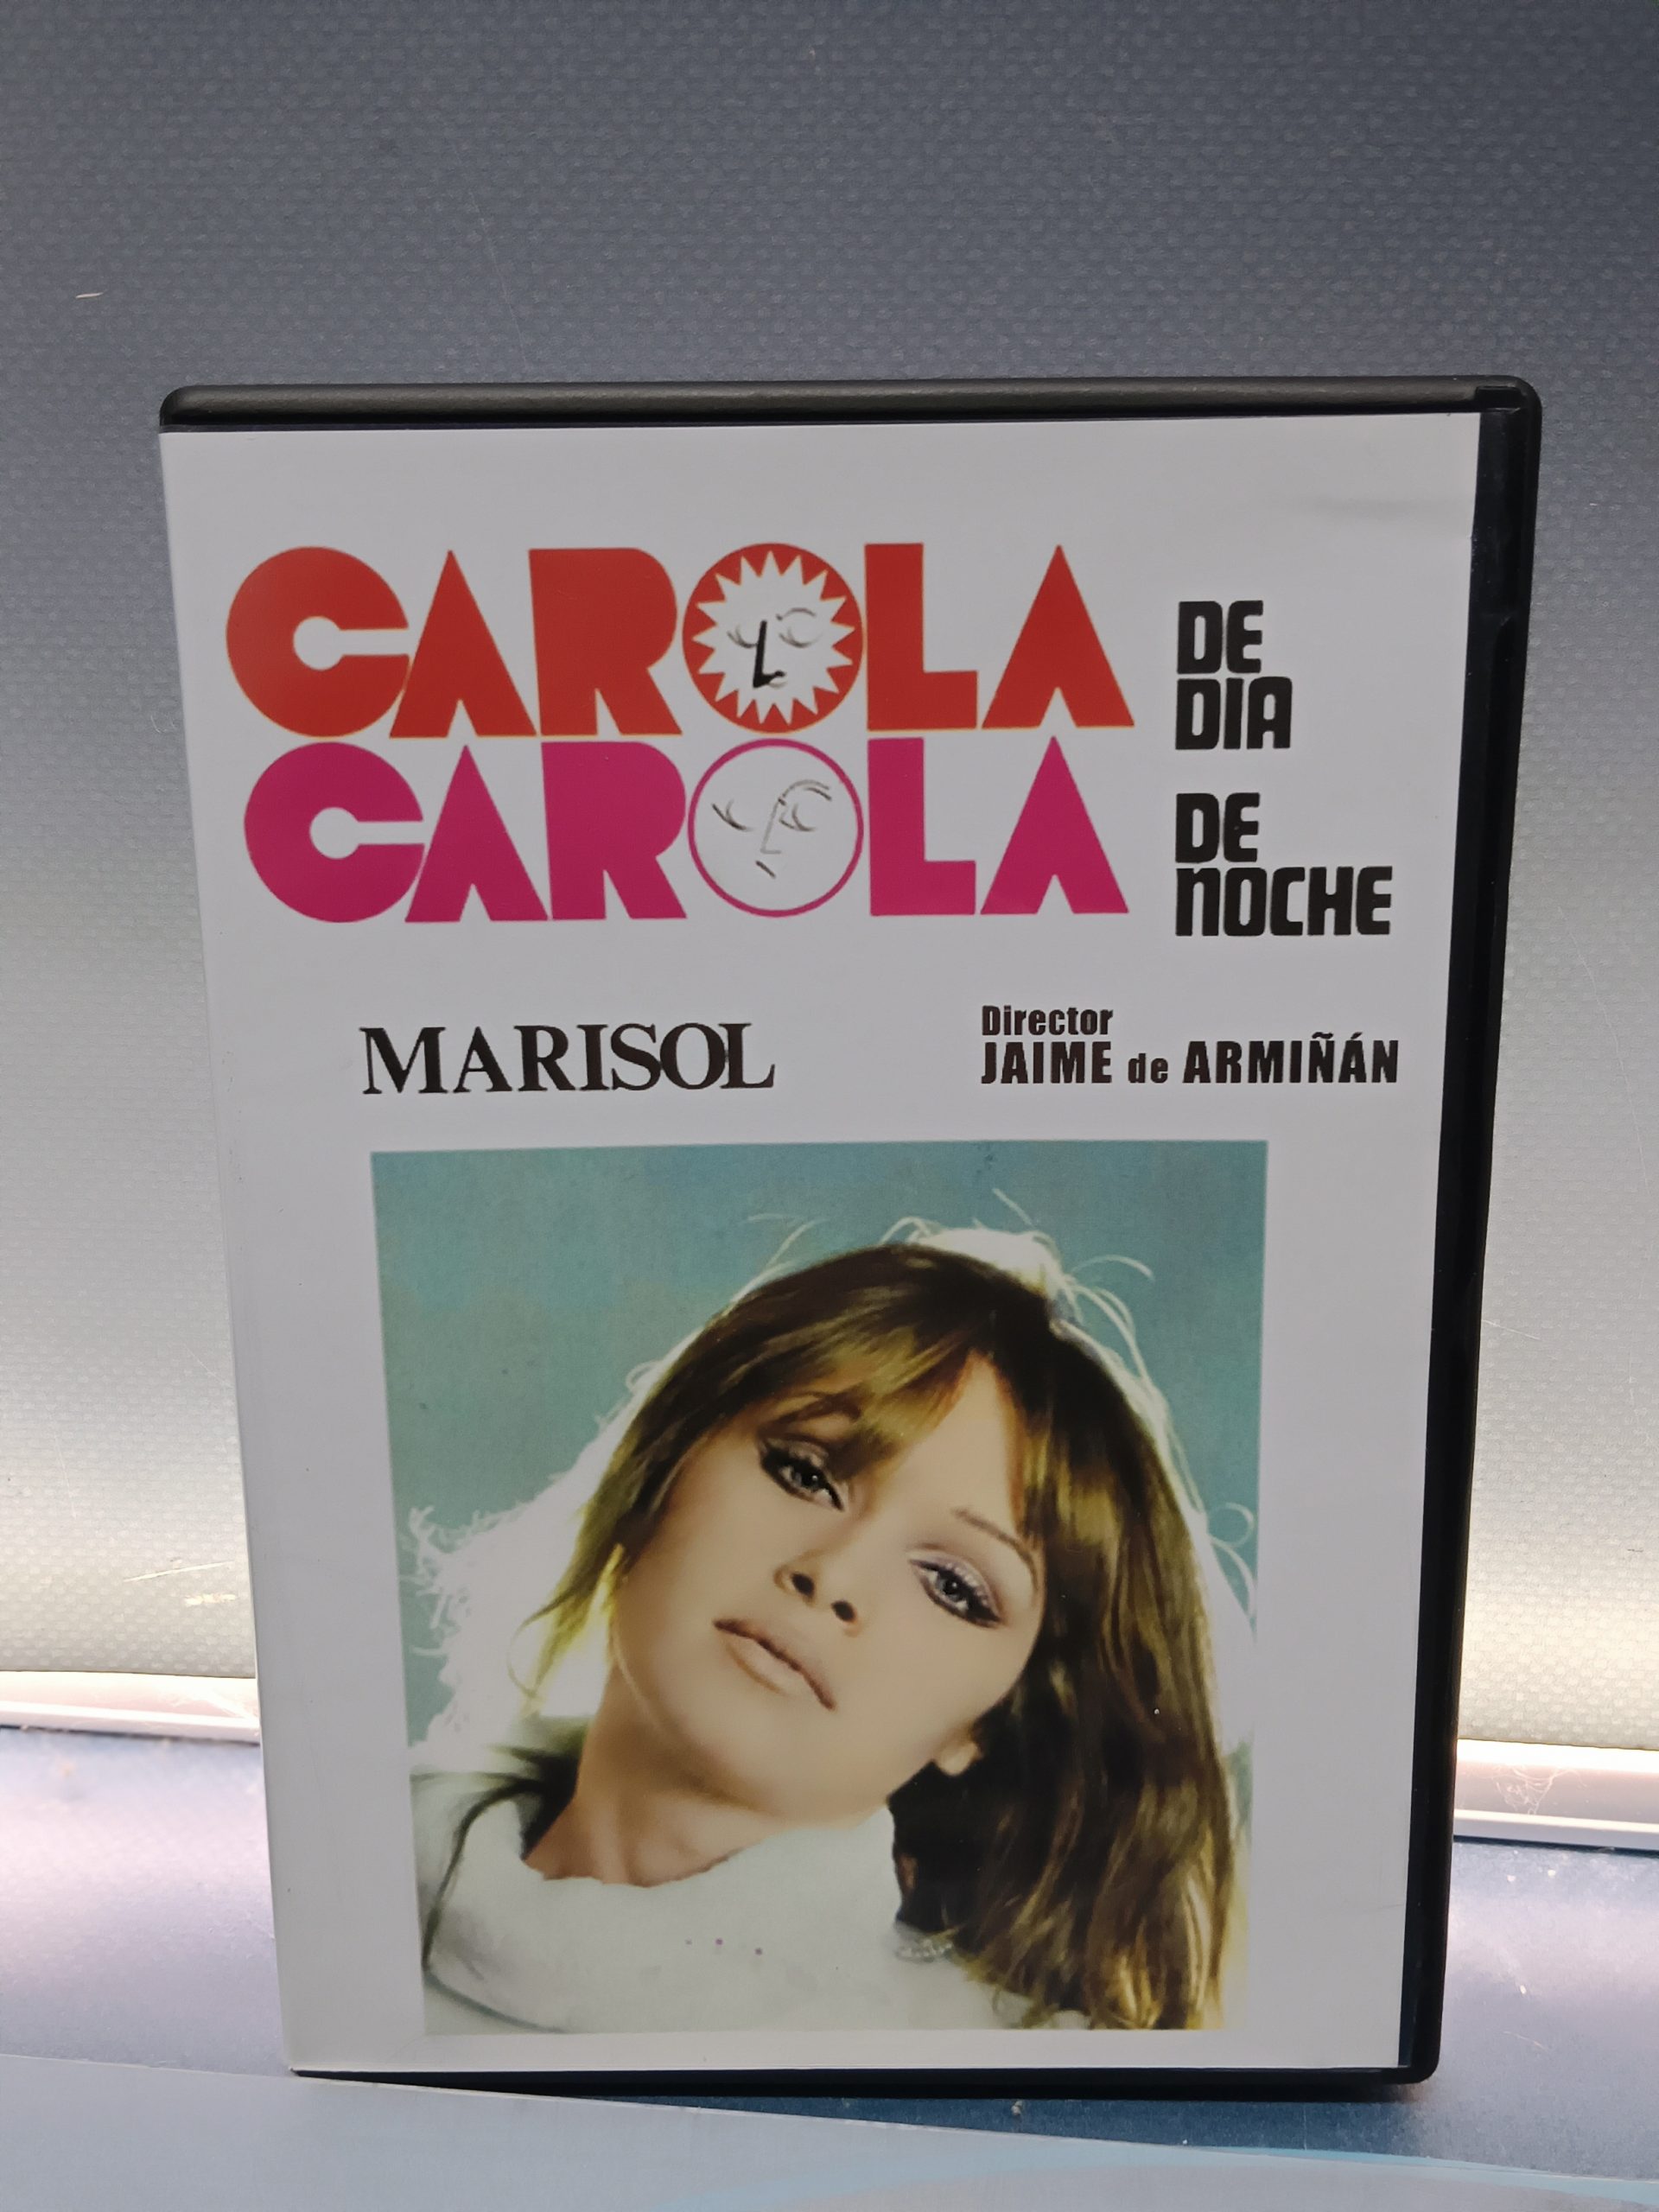 CAROLA DE DIA
CAROLA DE NOCHE
MARISOL
Director
JAIME de ARMIÑÁN